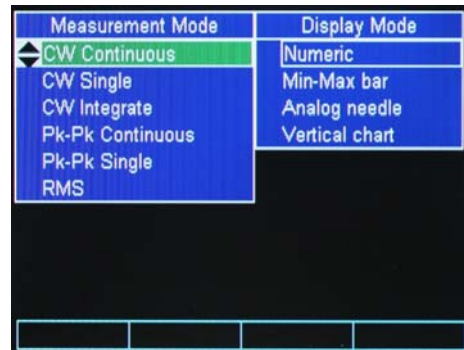 Measurement Mode
CW Continuous
CW Single
CW Integrate
Pk-Pk Continuous
Pk-Pk Single
RMS
Display Mode
Numeric
Min-Max bar
Analog needle
Vertical chart